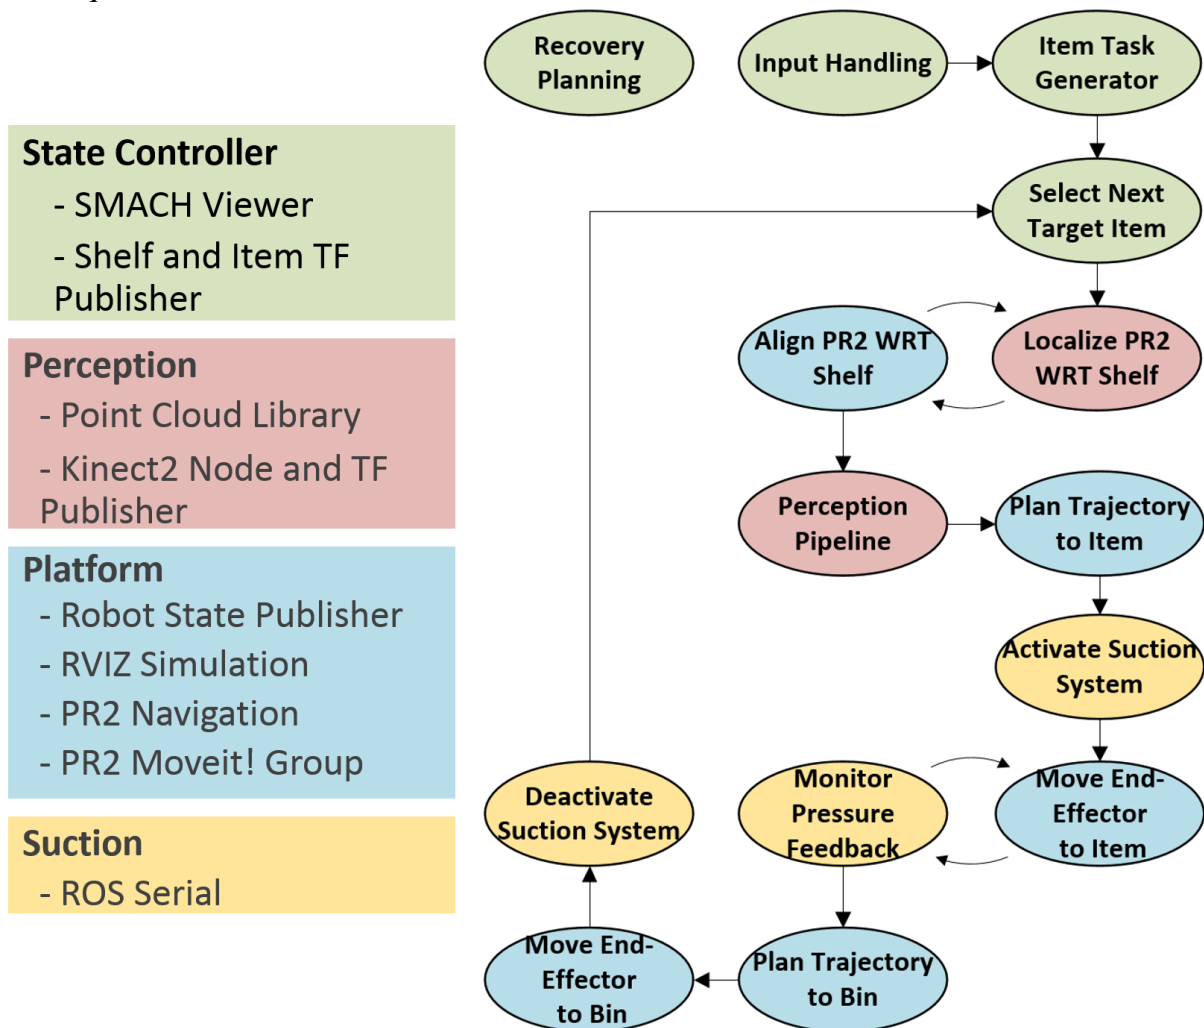 Recovery
Planning
Input Handling
Item Task
Generator
State Controller
- SMACH Viewer
- Shelf and Item TF
Publisher
Select Next
Target Item
Align PR2 WRT
Shelf
Localize PR2
WRT Shelf
Perception
- Point Cloud Library
- Kinect2 Node and TF
Publisher
Perception
Pipeline
Plan Trajectory
to Item
Platform
- Robot State Publisher
- RVIZ Simulation
- PR2 Navigation
- PR2 Moveit! Group
Activate Suction
System
Deactivate
Suction System
Monitor
Pressure
Feedback
Move End-
Effector
to Item
Suction
- ROS Serial
Move End-
Effector
to Bin
Plan Trajectory
to Bin